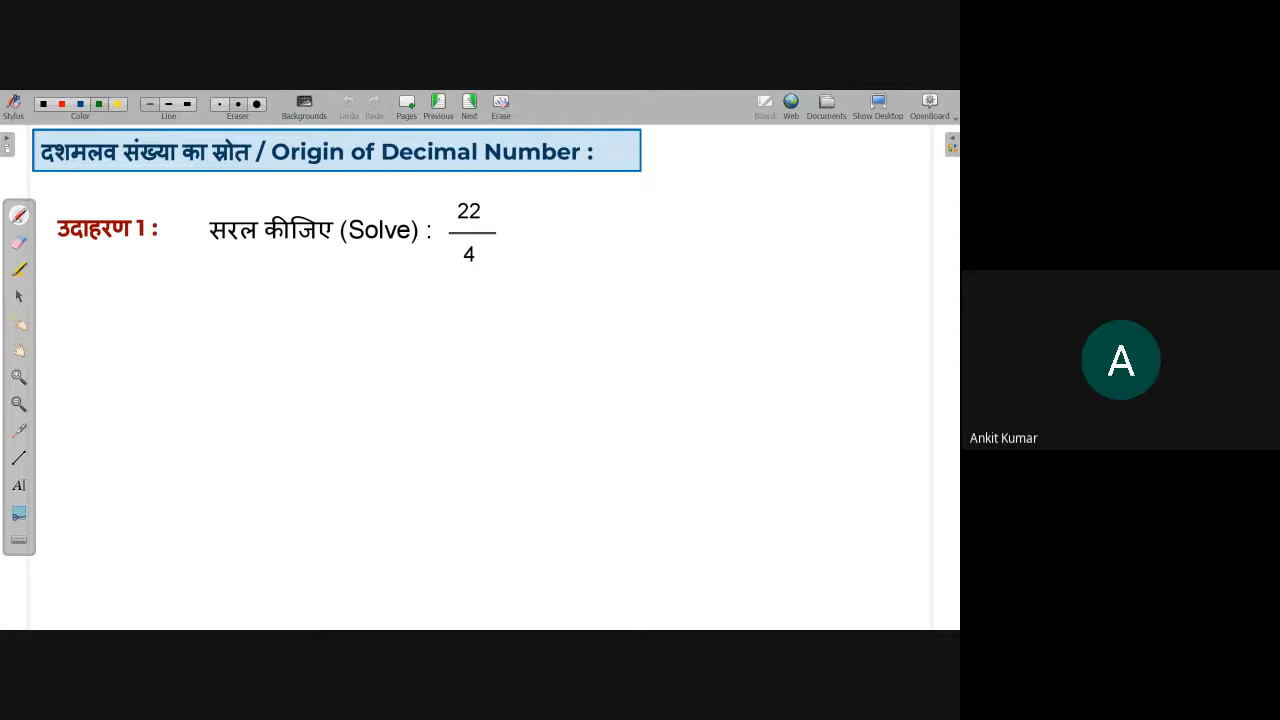 Stylus
Color
Line
Eraser
Backgrounds
Undo
Redo
Pages
Previous
Next
Erase
Board
Web
Documents
Show Desktop
OpenBoard
दशमलव संख्या का स्रोत / Origin of Decimal Number :
उदाहरण 1 :
सरल कीजिए (Solve) :
22
4
A
Ankit Kumar